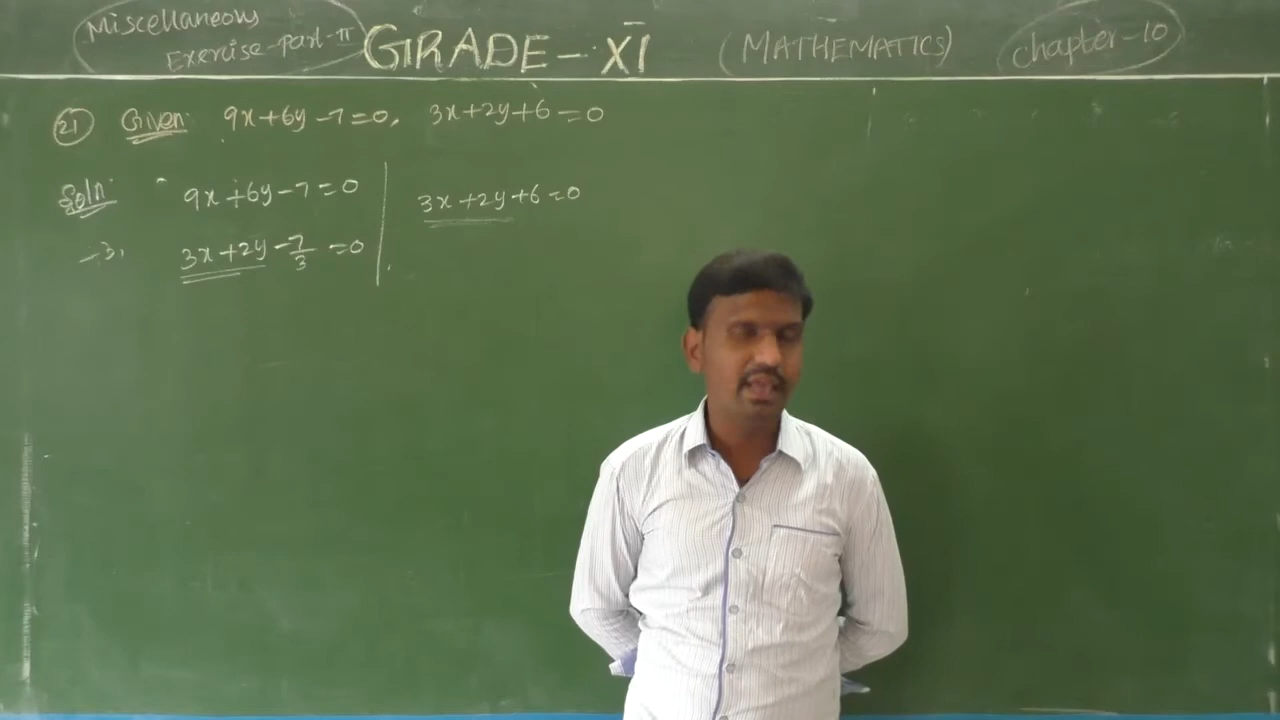 Miscellaneous
Exercise-part-II
GRADE-XI
(MATHEMATICS)
chapter-10
21 Given: 9x+6y-7=0, 3x+2y+6=0
Soln: 9x+6y-7=0
3x+2y+6=0
÷3, 3x+2y-7/3=0